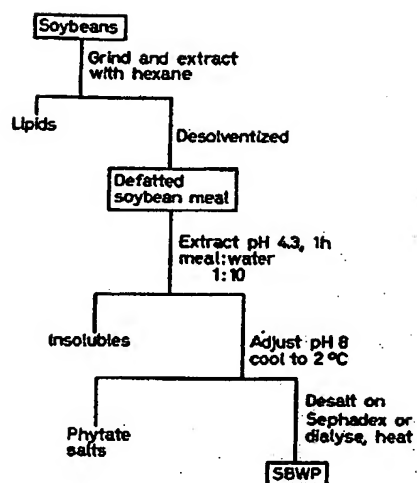 Soybeans
Grind and extract
with hexane
Lipids
Desolventized
Defatted
soybean meal
Extract pH 4.3, 1h
meal:water
1:10
Insolubles
Adjust pH 8
cool to 2 °C
Phytate
salts
Desalt on
Sephadex or
dialyse, heat
SBWP